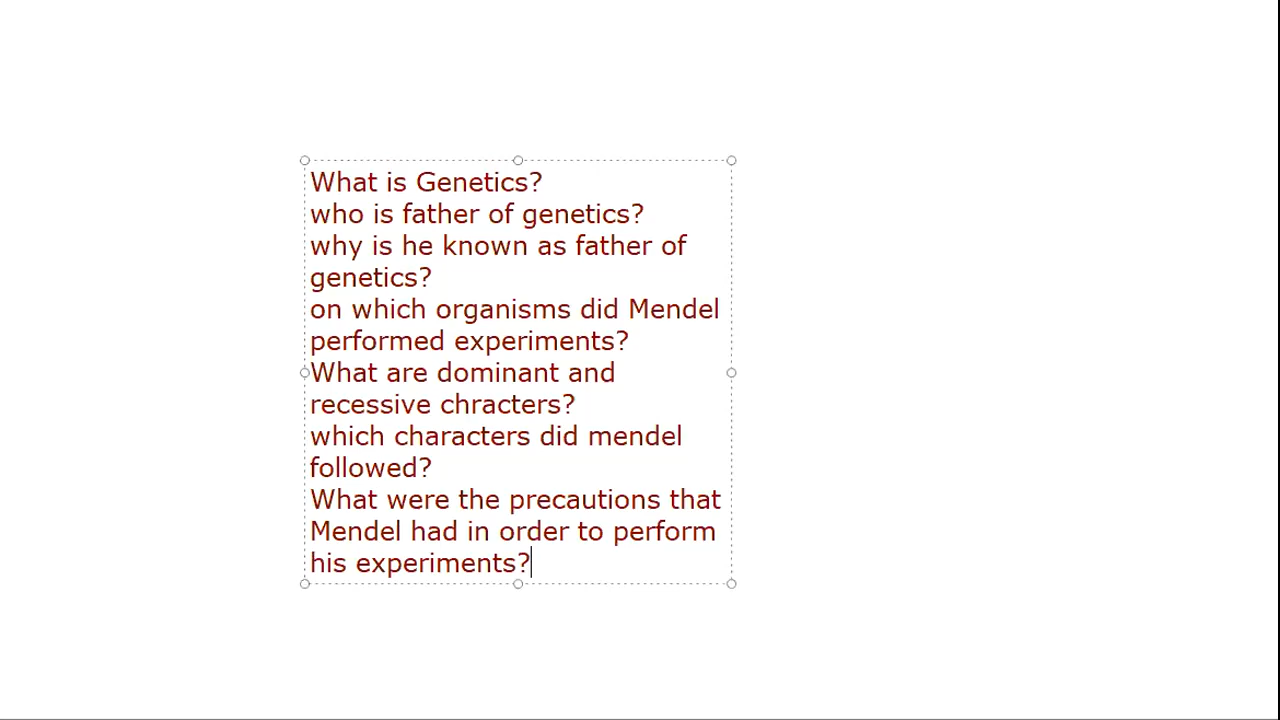 What is Genetics?
who is father of genetics?
why is he known as father of
genetics?
on which organisms did Mendel
performed experiments?
What are dominant and
recessive chracters?
which characters did mendel
followed?
What were the precautions that
Mendel had in order to perform
his experiments?